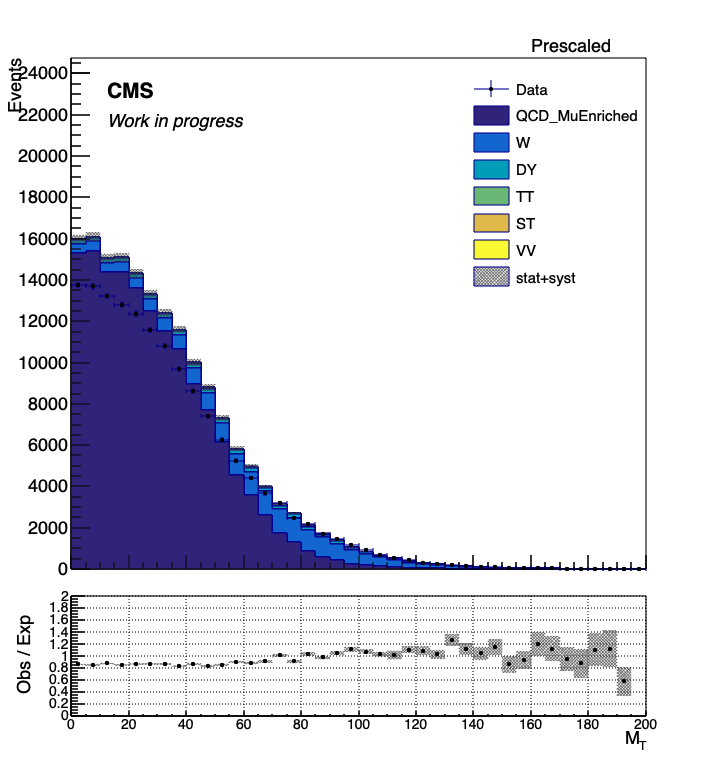 Prescaled
Events
24000
22000
20000
18000
16000
14000
12000
10000
8000
6000
4000
2000
0
CMS
Work in progress
Data
QCD_MuEnriched
W
DY
TT
ST
VV
stat+syst
Obs / Exp
2
1.8
1.6
1.4
1.2
1
0.8
0.6
0.4
0.2
0
0 20 40 60 80 100 120 140 160 180 200
M_T